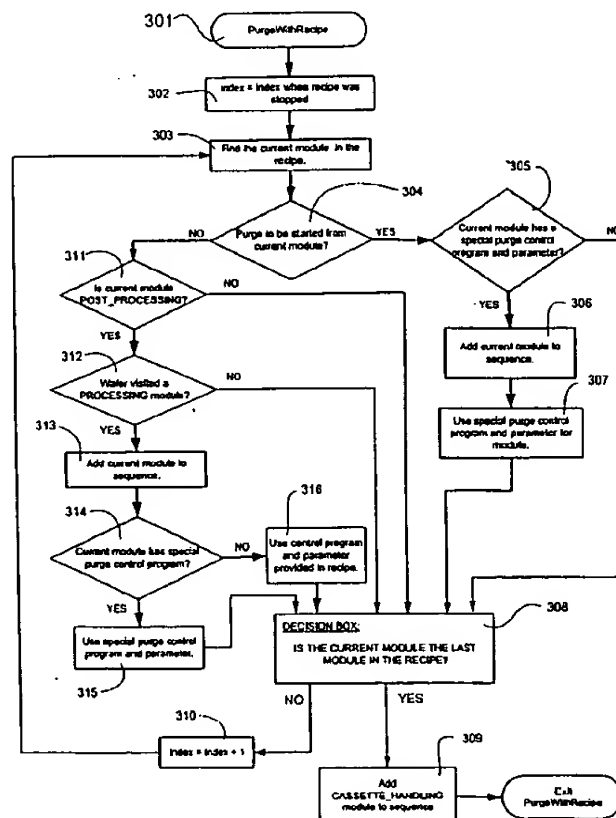 301
PurgeWithRecipe
302
Index = Index when recipe was
stopped
303
Find the current module in the
recipe.
304
Purge to be started from
current module?
NO
YES
305
Current module has a
special purge control
program and parameter?
NO
YES
306
Add current module to
sequence.
307
Use special purge control
program and parameter for
module.
311
Is current module
POST_PROCESSING?
NO
YES
312
Wafer visited a
PROCESSING module?
NO
YES
313
Add current module to
sequence.
314
Current module has special
purge control program?
NO
YES
316
Use control program
and parameter
provided in recipe.
Use special purge control
program and parameter.
315
308
DECISION BOX:
IS THE CURRENT MODULE THE LAST
MODULE IN THE RECIPE?
NO
YES
310
Index = Index + 1
309
Add
CASSETTE_HANDLING
module to sequence
Exit
PurgeWithRecipe